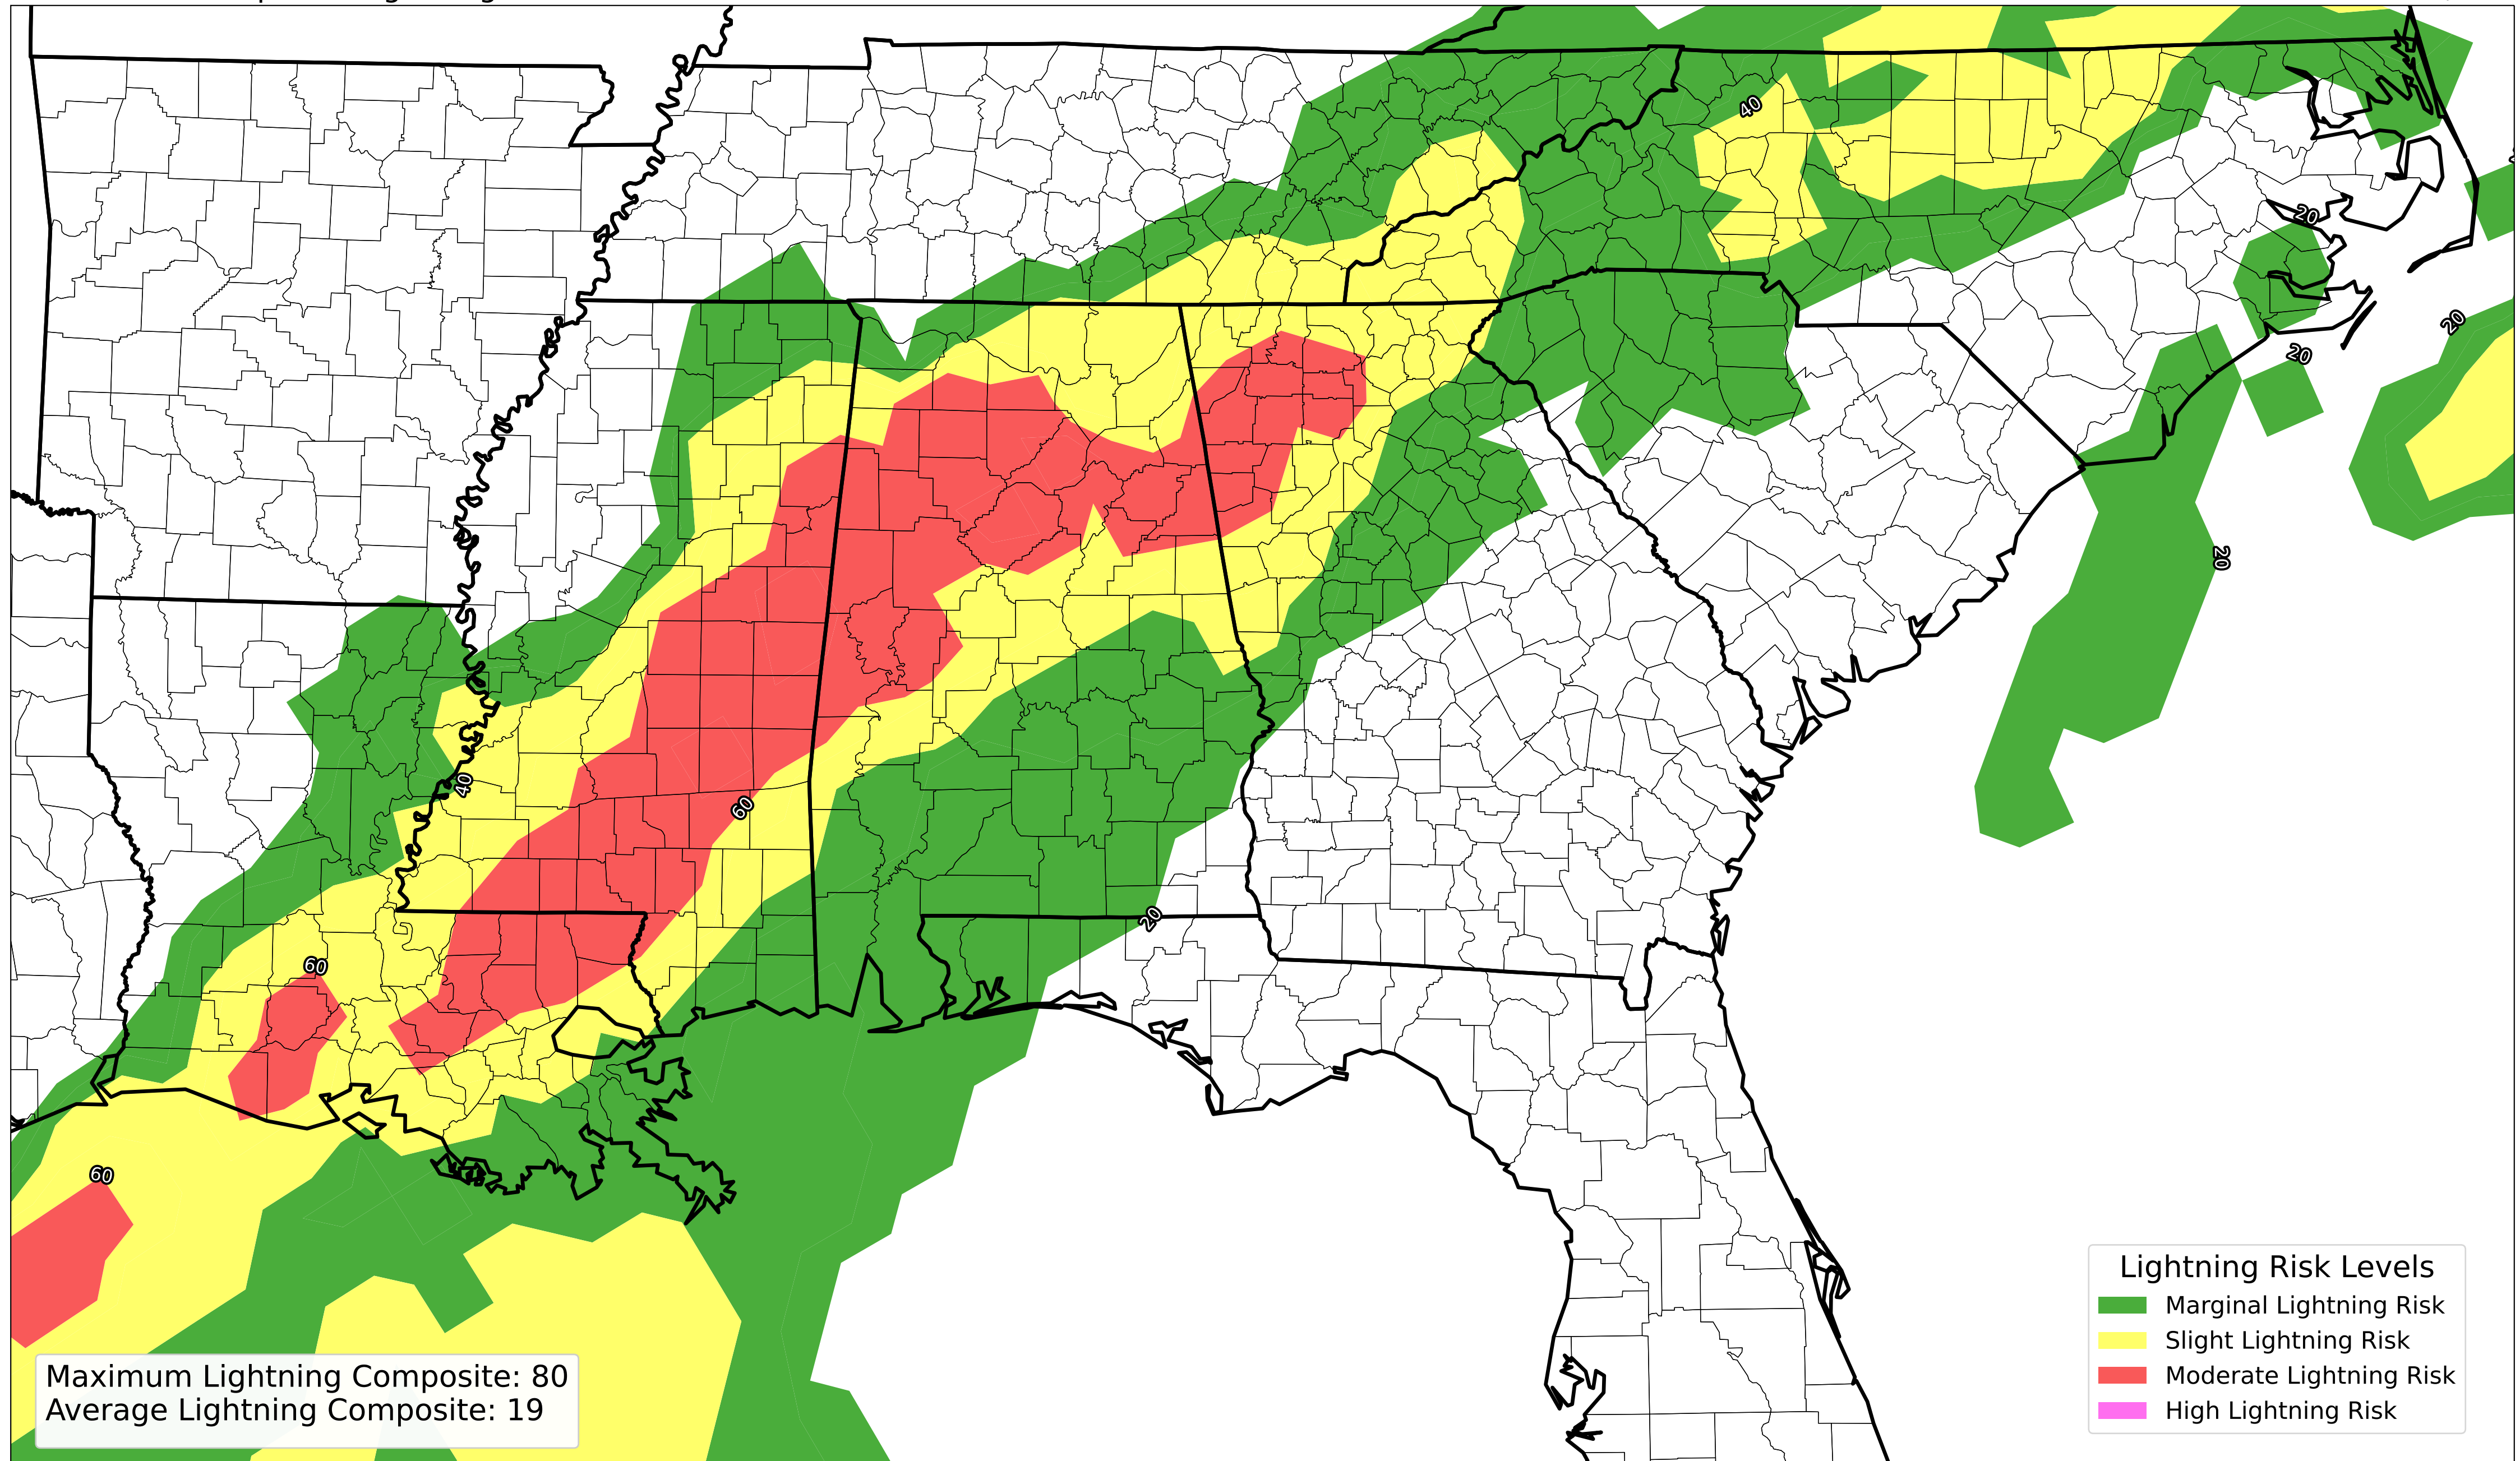 40
20
20
20
20
40
60
20
60
60
Lightning Risk Levels
Marginal Lightning Risk
Slight Lightning Risk
Moderate Lightning Risk
High Lightning Risk
Maximum Lightning Composite: 80
Average Lightning Composite: 19